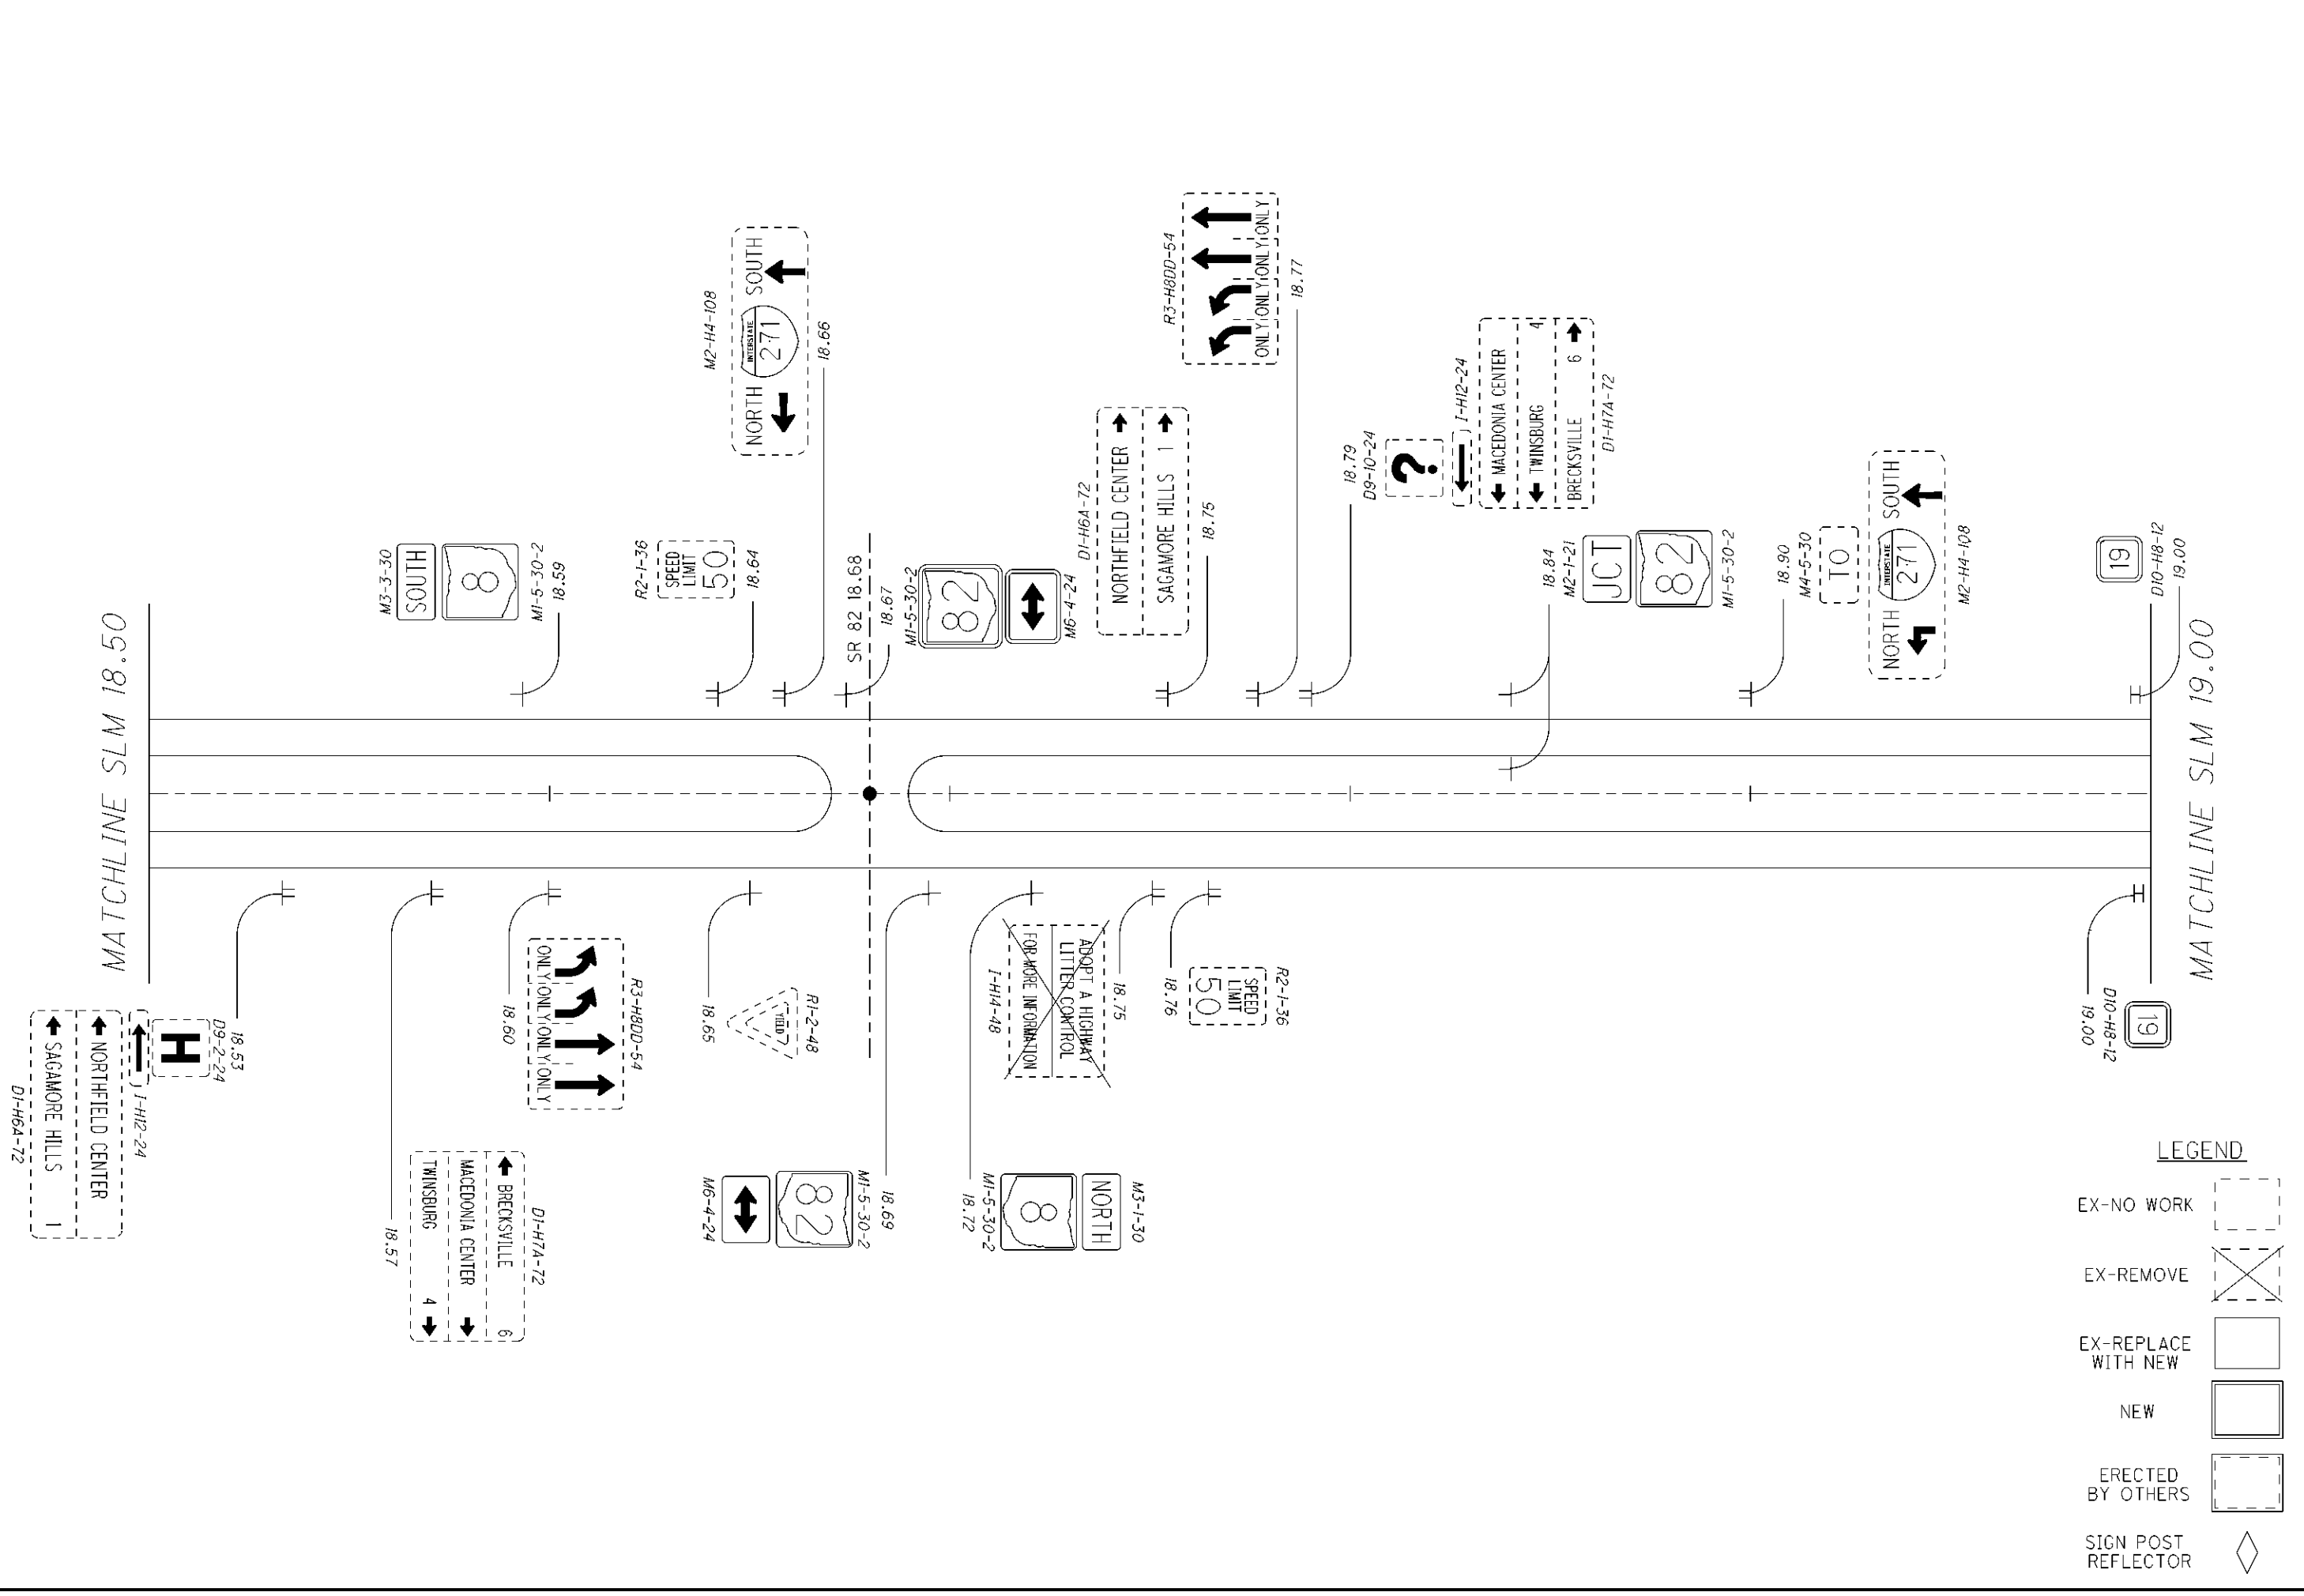 MATCHLINE SLM 18.50
M3-3-30
SOUTH
8
M1-5-30-2
18.59
R2-1-36
SPEED
LIMIT
50
18.64
M2-H4-108
NORTH INTERSTATE 271 SOUTH
18.66
SR 82 18.68
18.67
M1-5-30-2
82
M6-4-24
D1-H6A-72
NORTHFIELD CENTER
SAGAMORE HILLS 1
18.75
R3-H8DD-54
ONLY ONLY ONLY ONLY
18.77
18.79
D9-10-24
?
I-H12-24
MACEDONIA CENTER
TWINSBURG 4
BRECKSVILLE 6
D1-H7A-72
18.84
M2-1-21
JCT
82
M1-5-30-2
18.90
M4-5-30
TO
NORTH INTERSTATE 271 SOUTH
M2-H4-108
19
D10-H8-12
19.00
MATCHLINE SLM 19.00
18.53
D9-2-24
H
I-H12-24
NORTHFIELD CENTER
SAGAMORE HILLS 1
D1-H6A-72
D1-H7A-72
BRECKSVILLE 6
MACEDONIA CENTER
TWINSBURG 4
18.57
R3-H8DD-54
ONLY ONLY ONLY ONLY
18.60
R1-2-48
YIELD
18.65
18.69
M1-5-30-2
82
M6-4-24
M3-1-30
NORTH
8
M1-5-30-2
18.72
18.75
ADOPT A HIGHWAY
LITTER CONTROL
FOR MORE INFORMATION
I-H14-48
R2-1-36
SPEED
LIMIT
50
18.76
19
D10-H8-12
19.00
LEGEND
EX-NO WORK
EX-REMOVE
EX-REPLACE
WITH NEW
NEW
ERECTED
BY OTHERS
SIGN POST
REFLECTOR